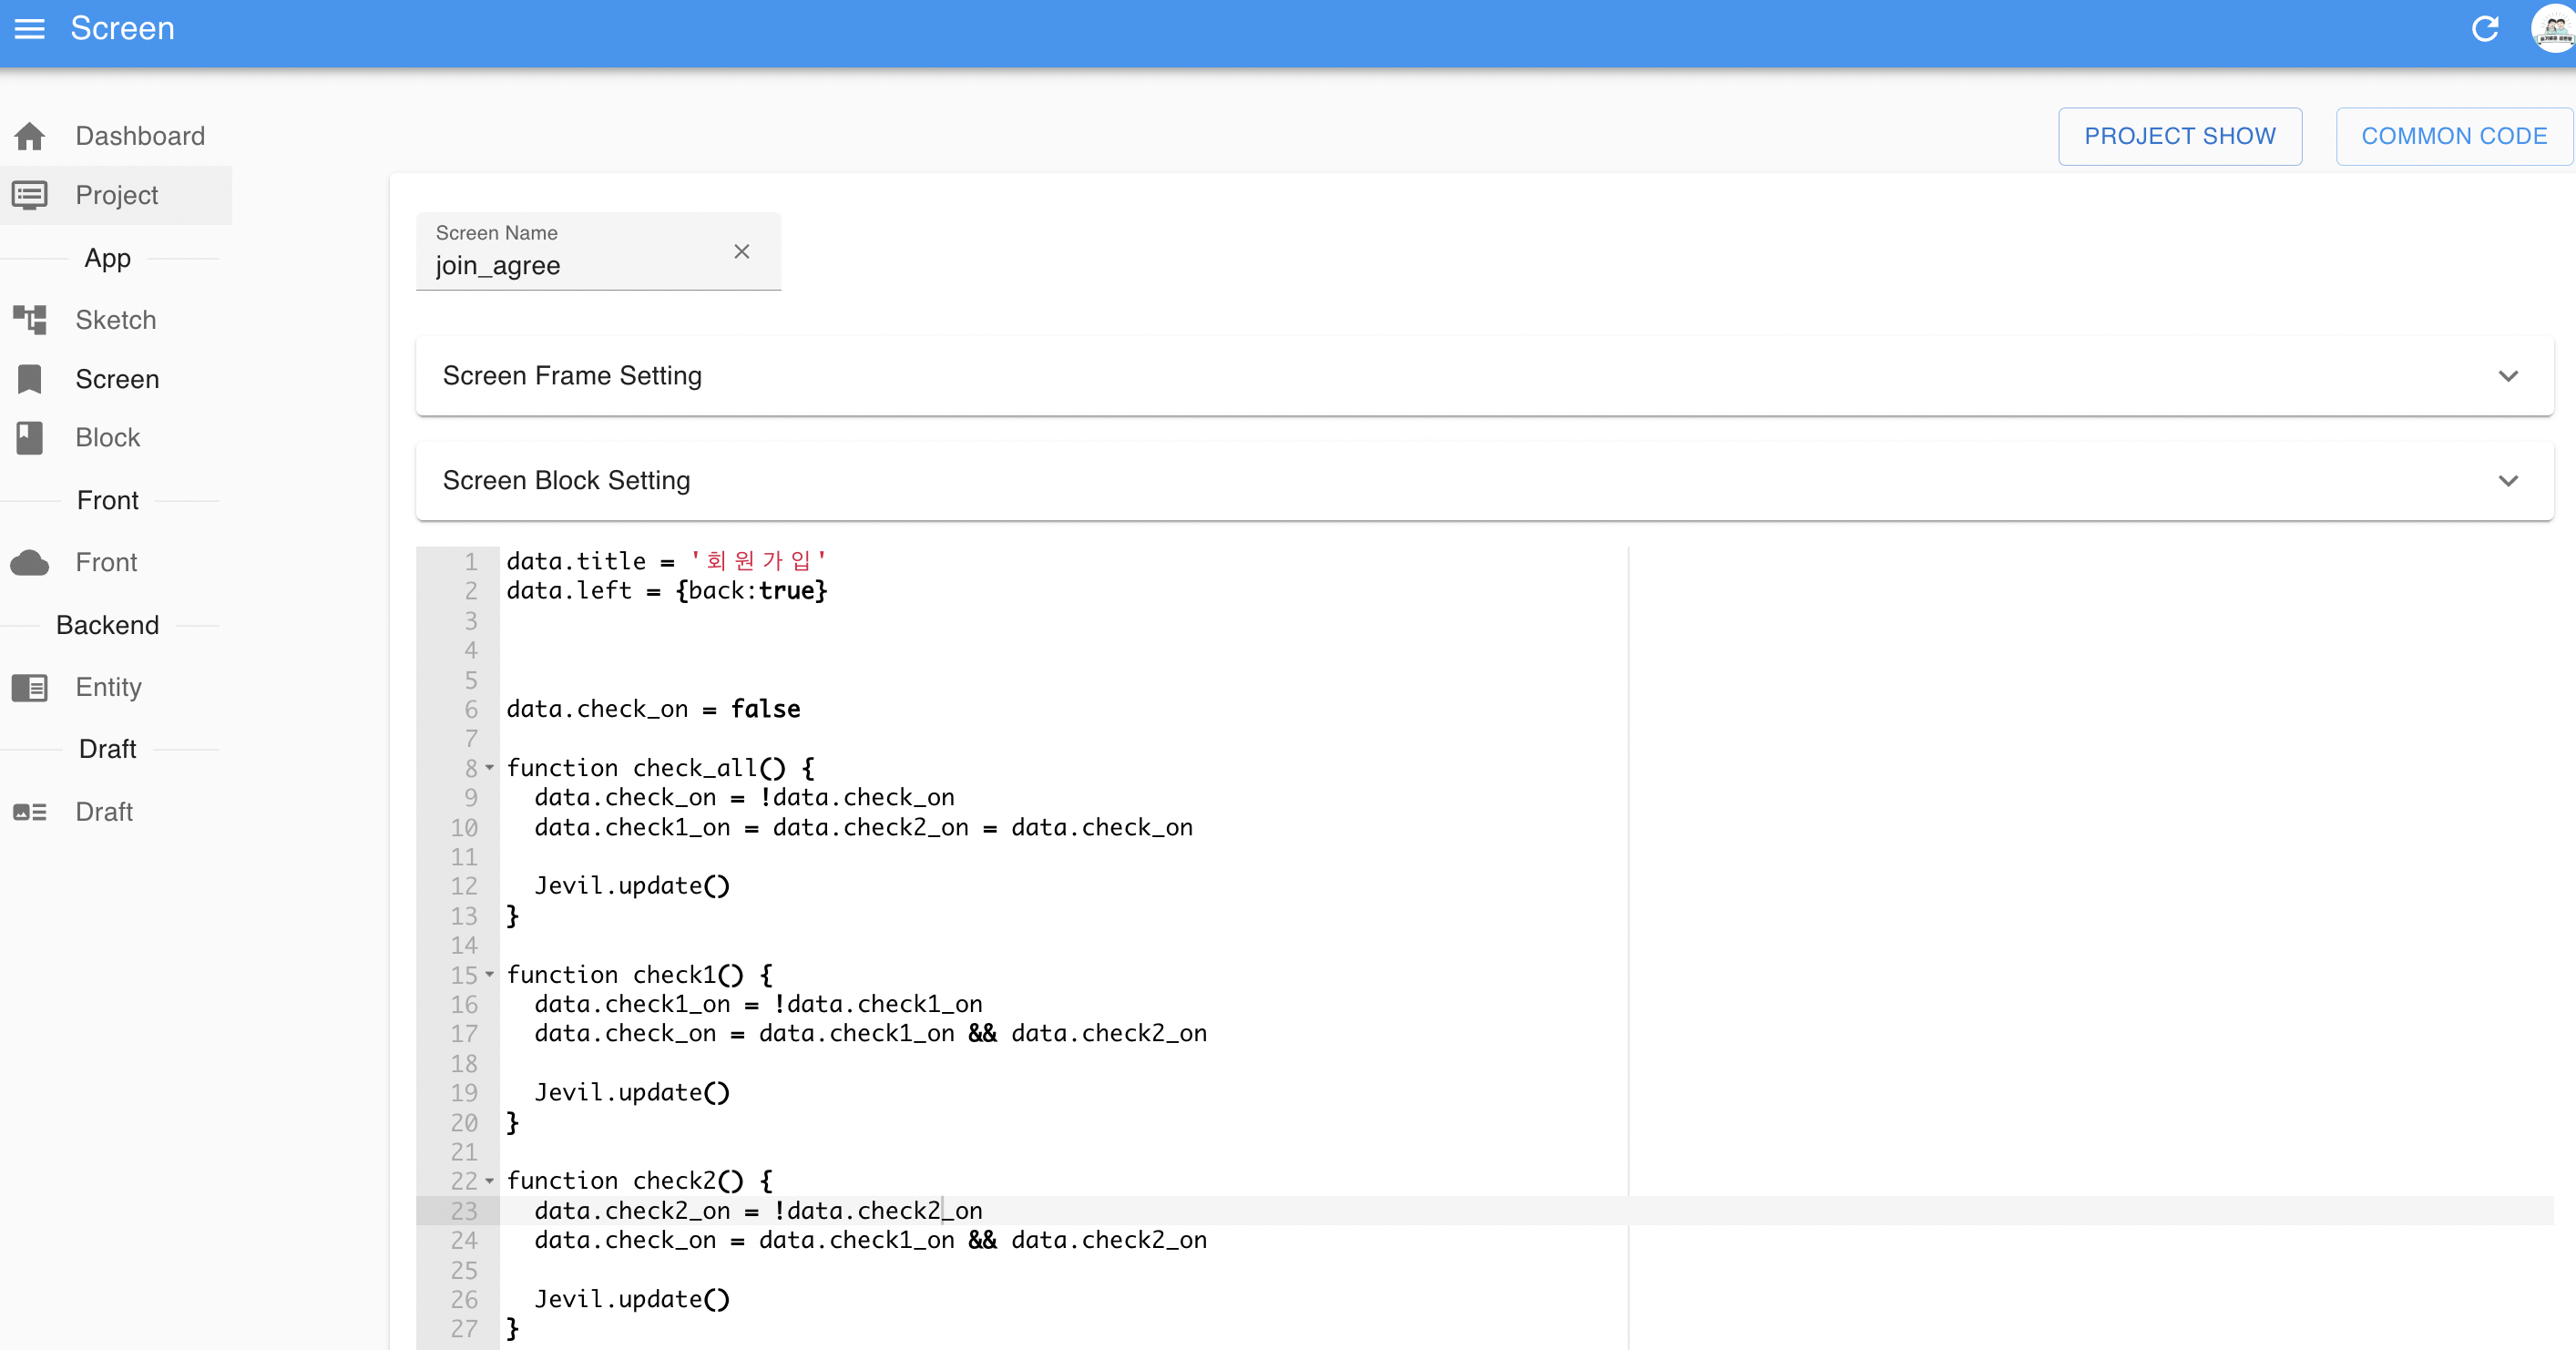 Screen
Dashboard
Project
App
Sketch
Screen
Block
Front
Front
Backend
Entity
Draft
Draft
PROJECT SHOW
COMMON CODE
Screen Name
join_agree
Screen Frame Setting
Screen Block Setting
1 data.title = '회원가입'
2 data.left = {back:true}
3
4
5
6 data.check_on = false
7
8 function check_all() {
9 data.check_on = !data.check_on
10 data.check1_on = data.check2_on = data.check_on
11
12 Jevil.update()
13 }
14
15 function check1() {
16 data.check1_on = !data.check1_on
17 data.check_on = data.check1_on && data.check2_on
18
19 Jevil.update()
20 }
21
22 function check2() {
23 data.check2_on = !data.check2_on
24 data.check_on = data.check1_on && data.check2_on
25
26 Jevil.update()
27 }